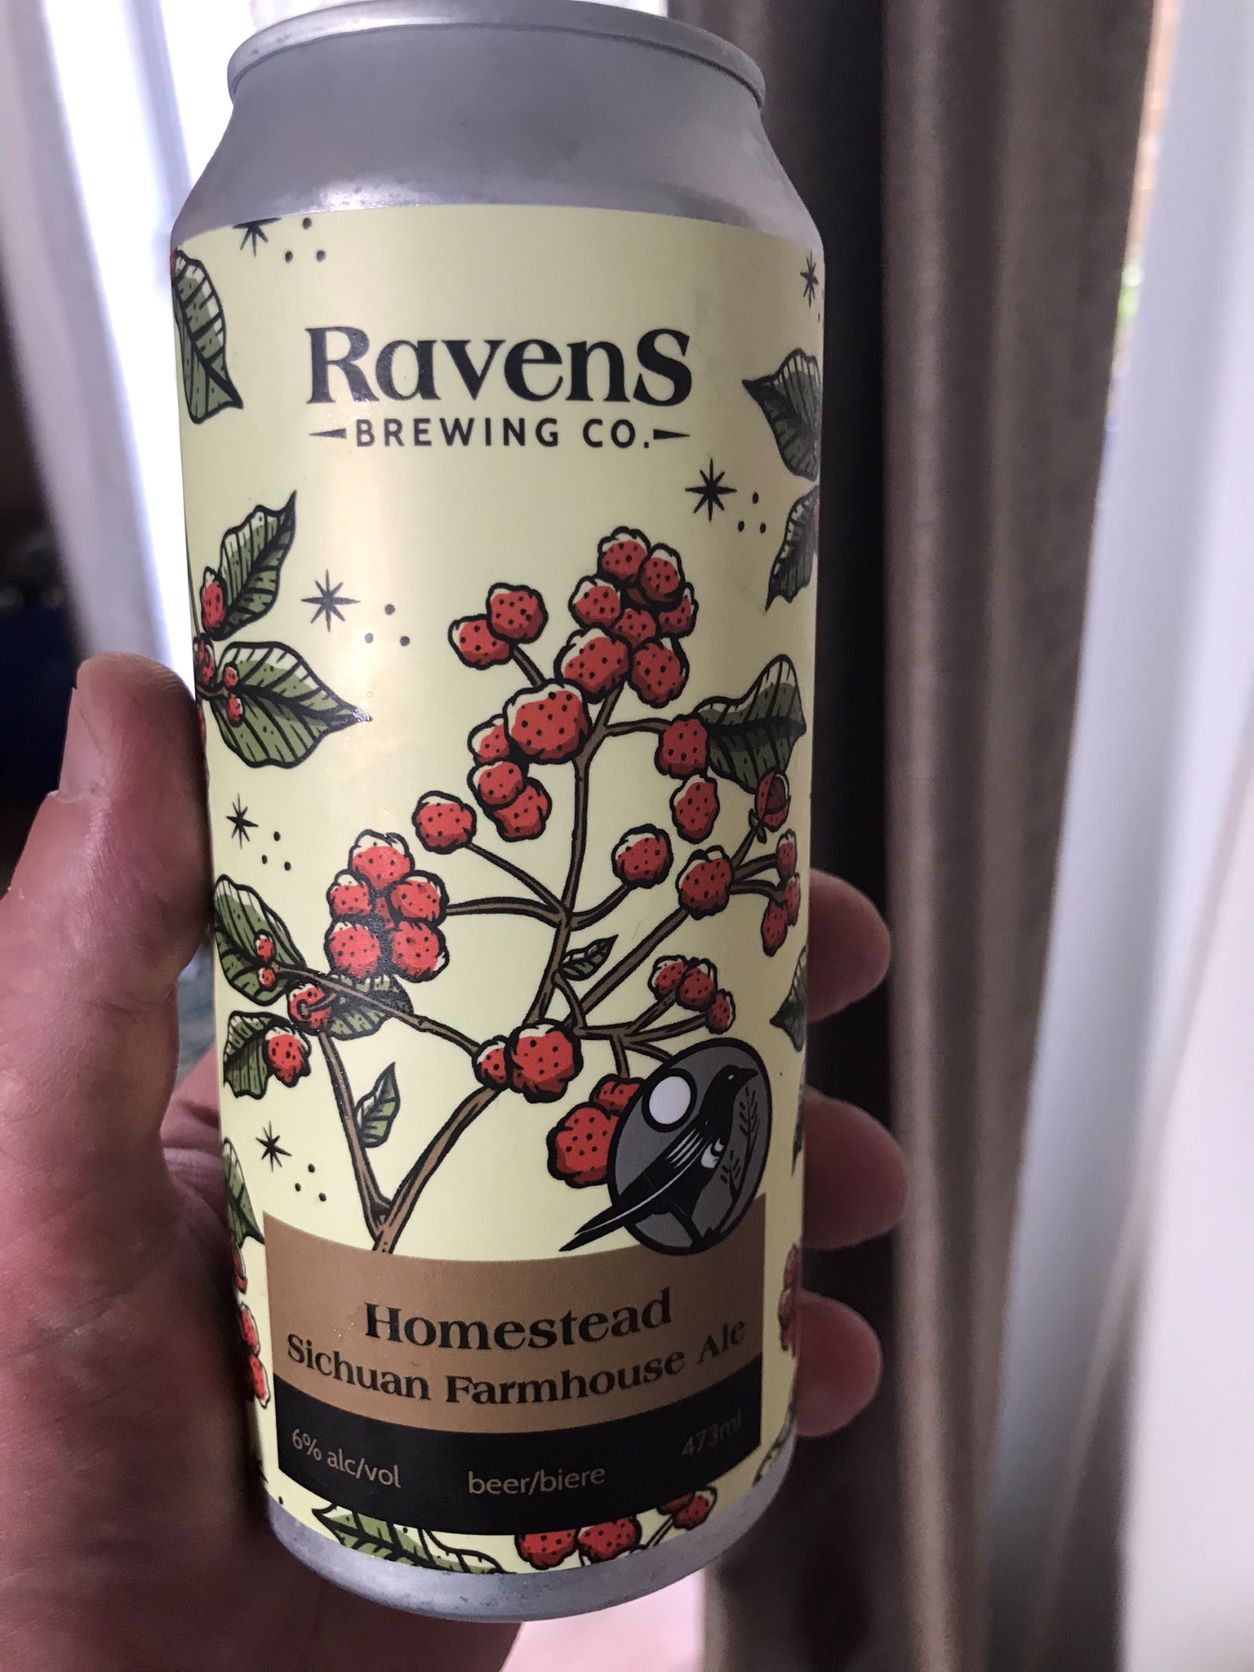 Ravens
BREWING CO.
Homestead
Sichuan Farmhouse Ale
6% alc/vol beer/biere 473ml